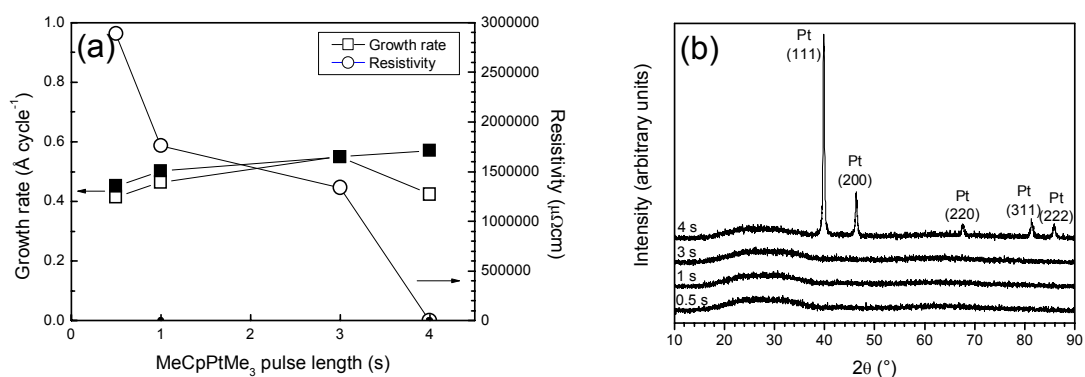 (a)
Growth rate
Resistivity
Growth rate (Å cycle-1)
1.0
0.8
0.6
0.4
0.2
0.0
0
1
2
3
4
MeCpPtMe3 pulse length (s)
3000000
2500000
2000000
1500000
1000000
500000
0
Resistivity (μΩcm)
(b)
Intensity (arbitrary units)
Pt
(111)
Pt
(200)
Pt
(220)
Pt
(311)
Pt
(222)
4 s
3 s
1 s
0.5 s
10 20 30 40 50 60 70 80 90
2θ (°)